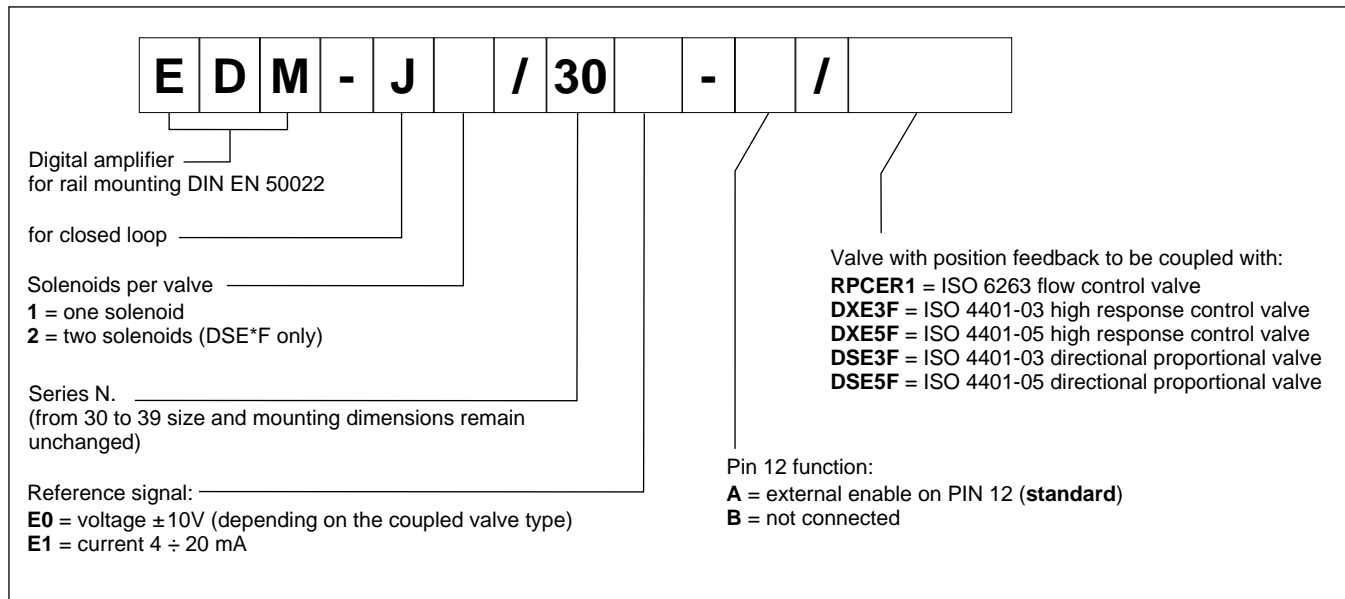 E D M - J / 30 - /
Digital amplifier
for rail mounting DIN EN 50022
for closed loop
Solenoids per valve
1 = one solenoid
2 = two solenoids (DSE*F only)
Series N.
(from 30 to 39 size and mounting dimensions remain
unchanged)
Reference signal:
E0 = voltage ±10V (depending on the coupled valve type)
E1 = current 4 ÷ 20 mA
Valve with position feedback to be coupled with:
RPCER1 = ISO 6263 flow control valve
DXE3F = ISO 4401-03 high response control valve
DXE5F = ISO 4401-05 high response control valve
DSE3F = ISO 4401-03 directional proportional valve
DSE5F = ISO 4401-05 directional proportional valve
Pin 12 function:
A = external enable on PIN 12 (standard)
B = not connected